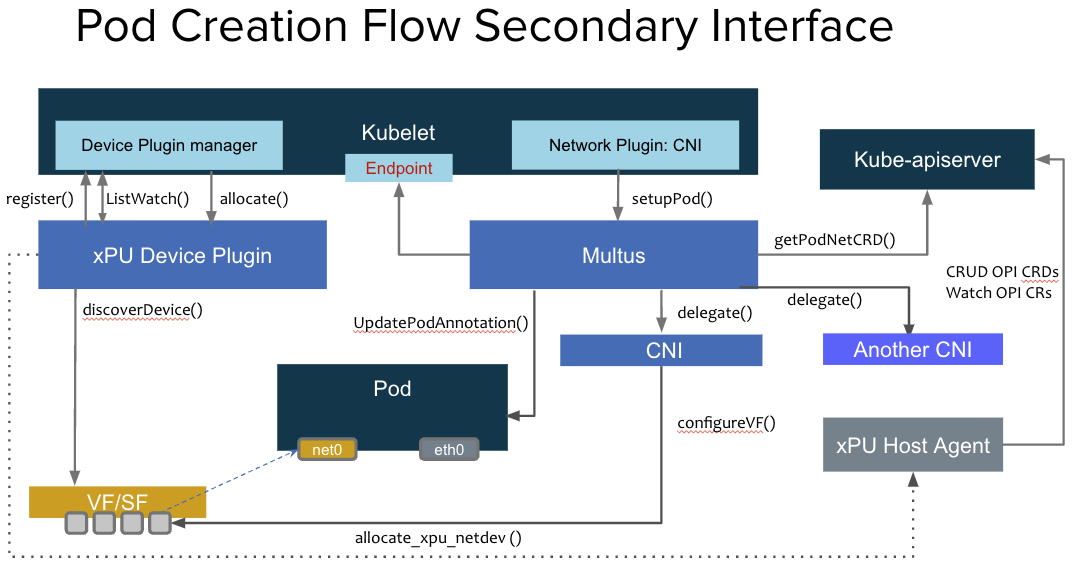 Pod Creation Flow Secondary Interface
Kubelet
Device Plugin manager
Network Plugin: CNI
Endpoint
Kube-apiserver
register()
ListWatch()
allocate()
setupPod()
xPU Device Plugin
Multus
getPodNetCRD()
CRUD OPI CRDs
Watch OPI CRs
discoverDevice()
UpdatePodAnnotation()
delegate()
delegate()
CNI
Another CNI
Pod
net0
eth0
configureVF()
xPU Host Agent
VF/SF
allocate_xpu_netdev ()